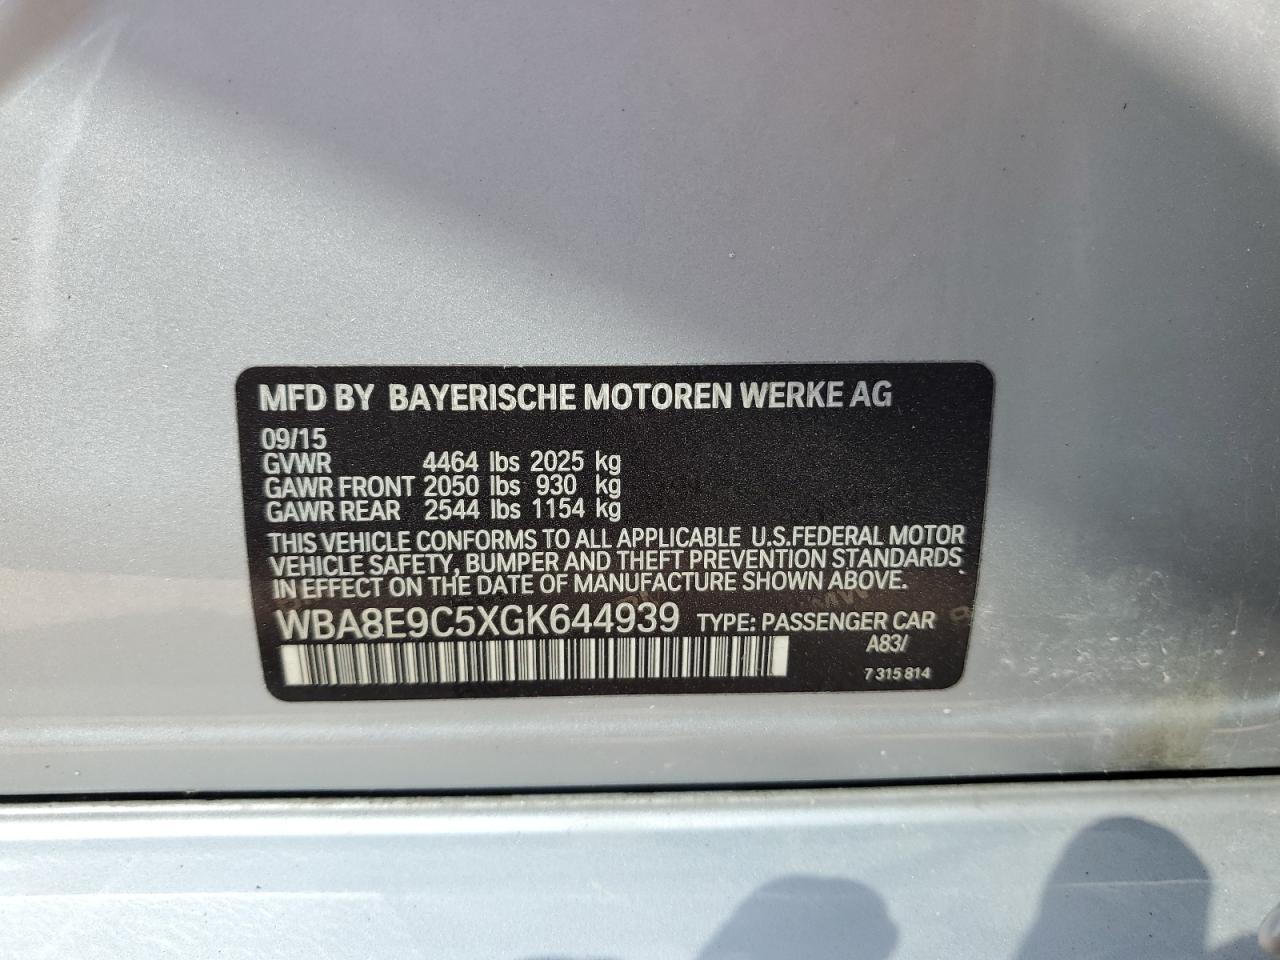 MFD BY BAYERISCHE MOTOREN WERKE AG
09/15
GVWR 4464 lbs 2025 kg
GAWR FRONT 2050 lbs 930 kg
GAWR REAR 2544 lbs 1154 kg
THIS VEHICLE CONFORMS TO ALL APPLICABLE U.S.FEDERAL MOTOR
VEHICLE SAFETY, BUMPER AND THEFT PREVENTION STANDARDS
IN EFFECT ON THE DATE OF MANUFACTURE SHOWN ABOVE.
WBA8E9C5XGK644939 TYPE: PASSENGER CAR
A83/
7 315 814